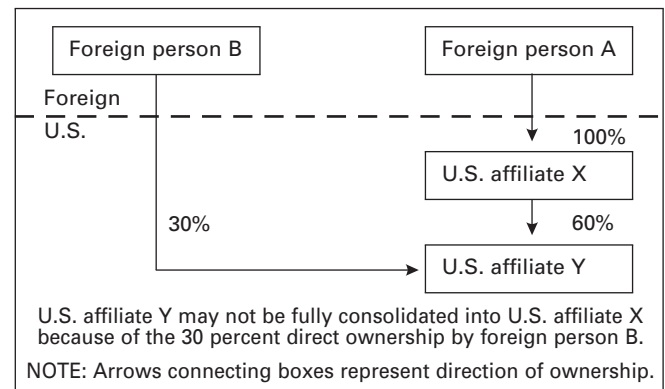 Foreign person B
Foreign person A
Foreign
U.S.
100%
U.S. affiliate X
30%
60%
U.S. affiliate Y
U.S. affiliate Y may not be fully consolidated into U.S. affiliate X
because of the 30 percent direct ownership by foreign person B.
NOTE: Arrows connecting boxes represent direction of ownership.